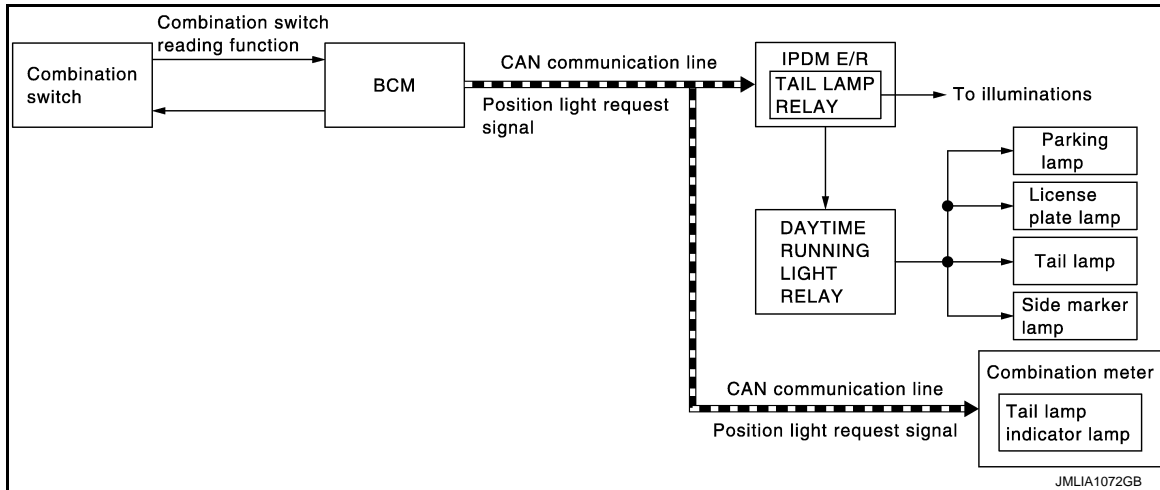 Combination switch
reading function
Combination
switch
BCM
CAN communication line
Position light request
signal
IPDM E/R
TAIL LAMP
RELAY
To illuminations
Parking
lamp
License
plate lamp
Tail lamp
Side marker
lamp
DAYTIME
RUNNING
LIGHT
RELAY
CAN communication line
Position light request signal
Combination meter
Tail lamp
indicator lamp
JMLIA1072GB